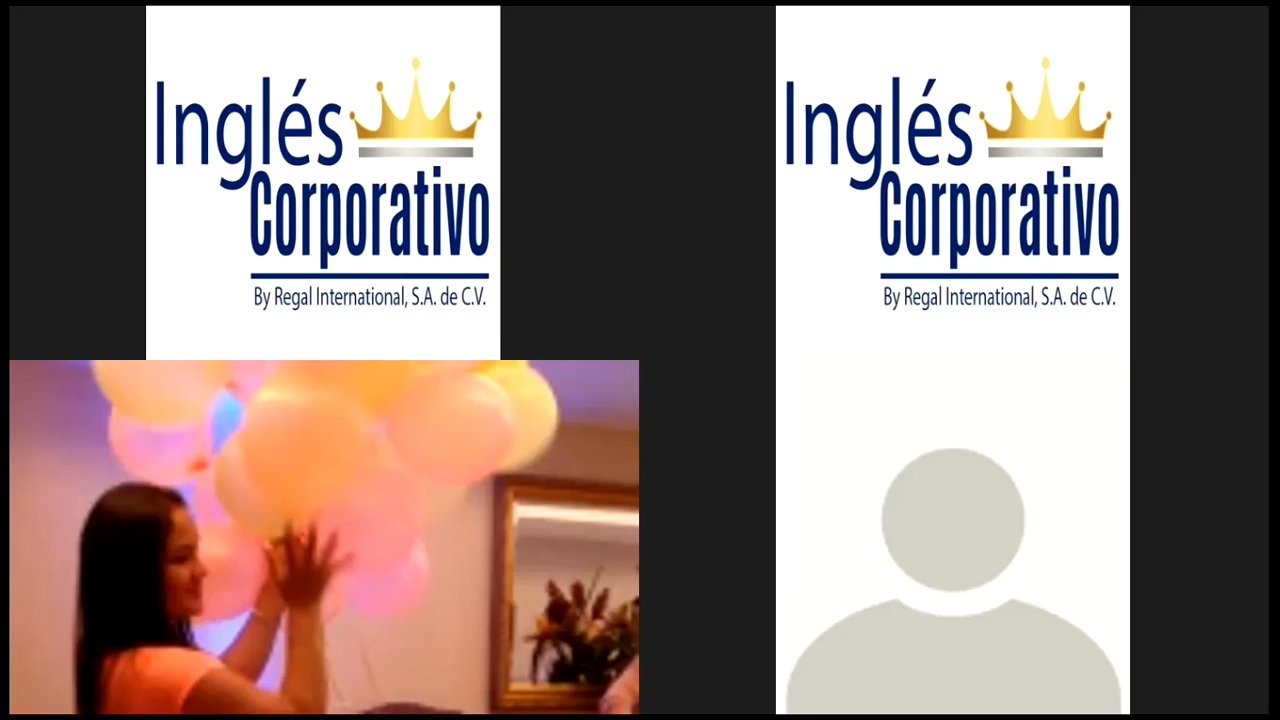 Inglés
Corporativo
By Regal International, S.A. de C.V.
Inglés
Corporativo
By Regal International, S.A. de C.V.